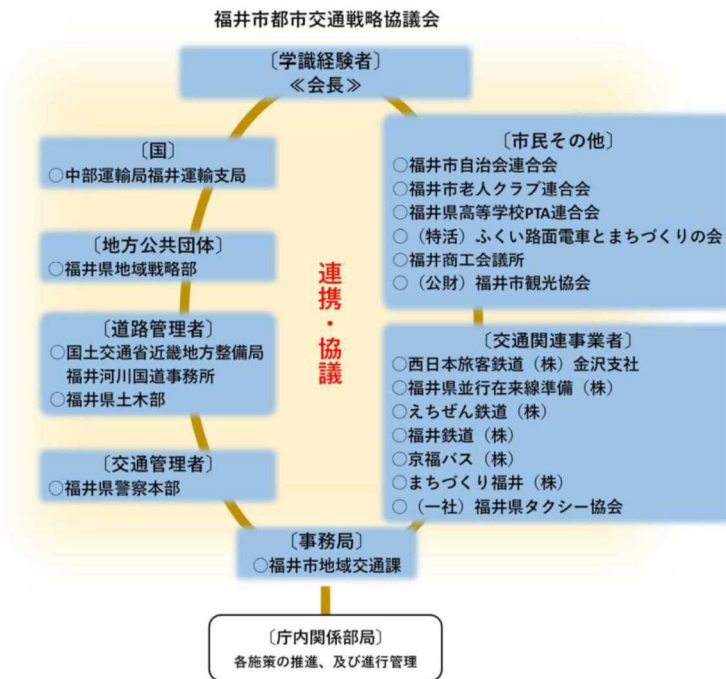 福井市都市交通戦略協議会
〔学識経験者〕
≪会長≫
〔国〕
○中部運輸局福井運輸支局
〔地方公共団体〕
○福井県地域戦略部
〔道路管理者〕
○国土交通省近畿地方整備局
福井河川国道事務所
○福井県土木部
〔交通管理者〕
○福井県警察本部
連携・協議
〔市民その他〕
○福井市自治会連合会
○福井市老人クラブ連合会
○福井県高等学校PTA連合会
○（特活）ふくい路面電車とまちづくりの会
○福井商工会議所
○（公財）福井市観光協会
〔交通関連事業者〕
○西日本旅客鉄道（株）金沢支社
○福井県並行在来線準備（株）
○えちぜん鉄道（株）
○福井鉄道（株）
○京福バス（株）
○まちづくり福井（株）
○（一社）福井県タクシー協会
〔事務局〕
○福井市地域交通課
〔庁内関係部局〕
各施策の推進、及び進行管理